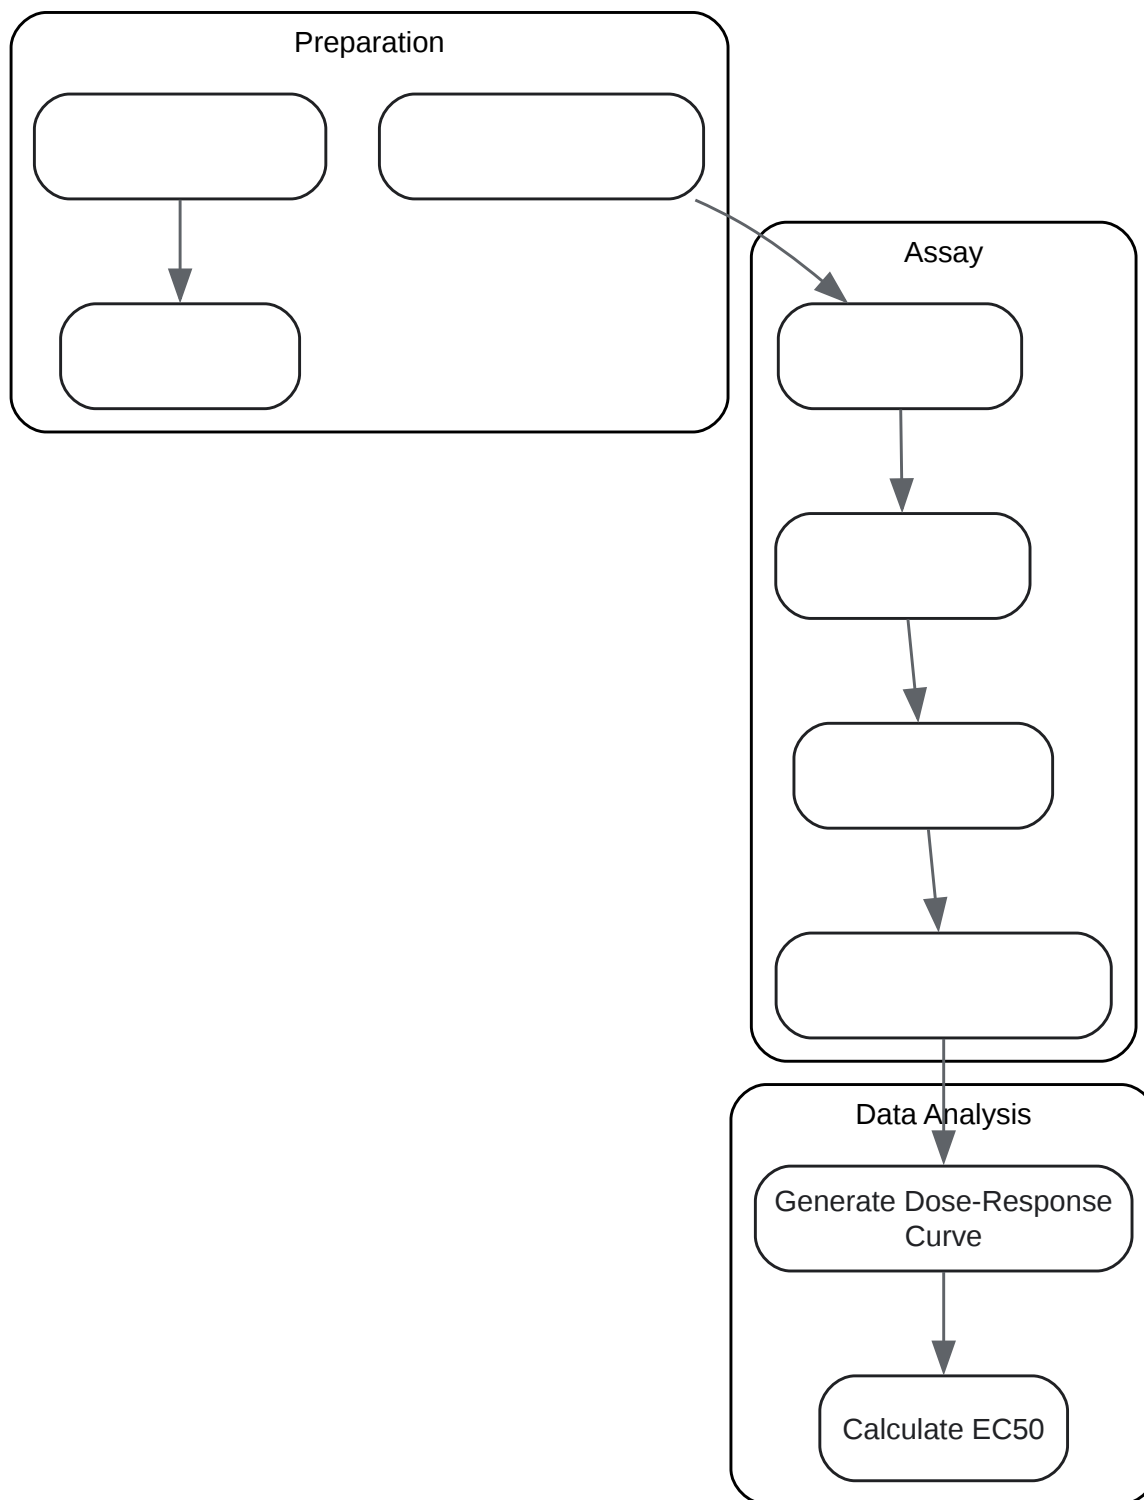 Preparation
Assay
Data Analysis
Generate Dose-Response
Curve
Calculate EC50